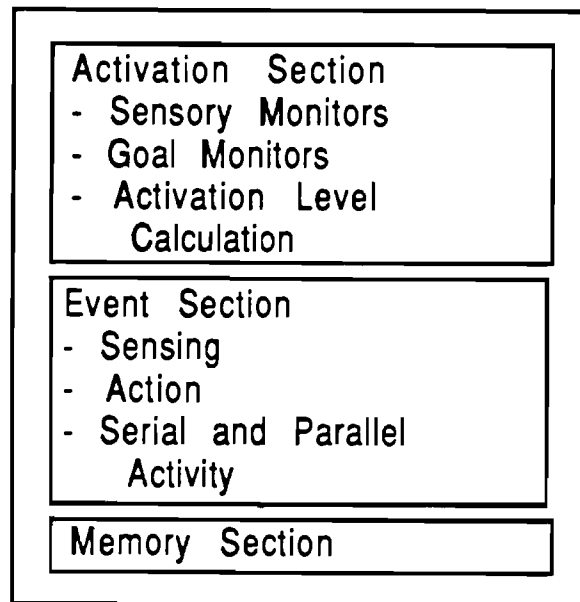 Activation Section
- Sensory Monitors
- Goal Monitors
- Activation Level
Calculation
Event Section
- Sensing
- Action
- Serial and Parallel
Activity
Memory Section